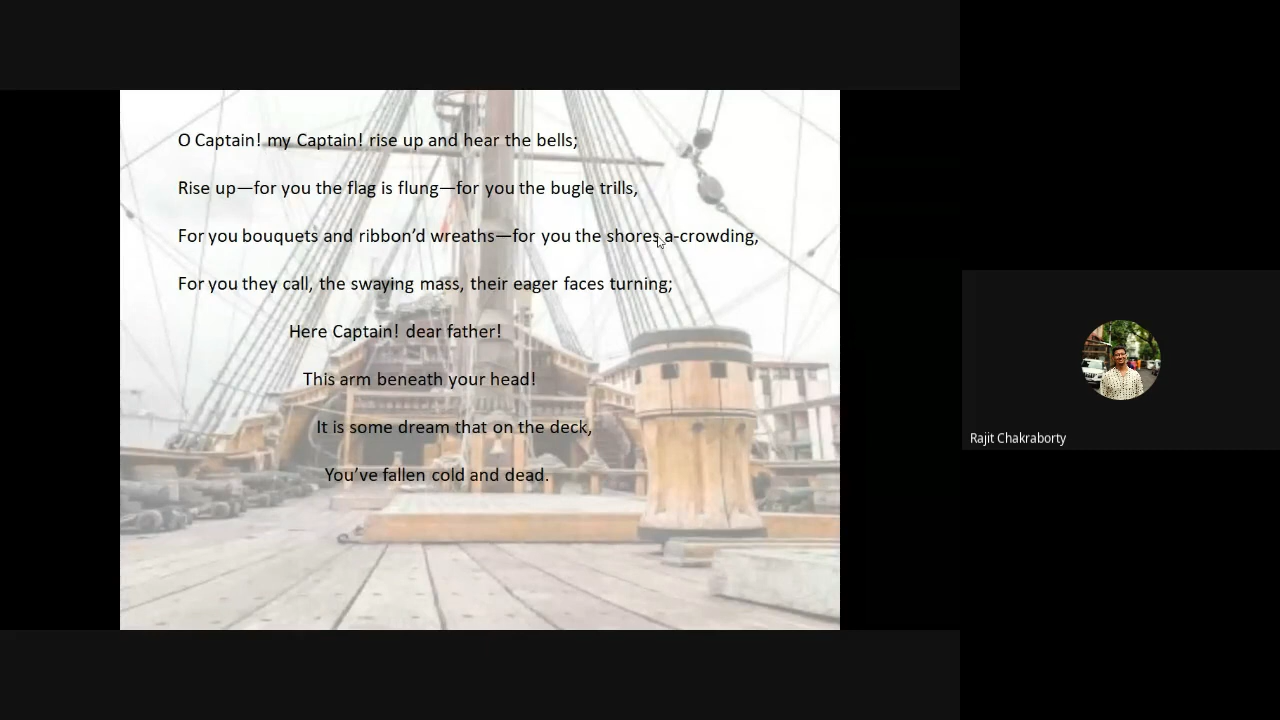 O Captain! my Captain! rise up and hear the bells;
Rise up—for you the flag is flung—for you the bugle trills,
For you bouquets and ribbon’d wreaths—for you the shores a-crowding,
For you they call, the swaying mass, their eager faces turning;
Here Captain! dear father!
This arm beneath your head!
It is some dream that on the deck,
You’ve fallen cold and dead.
Rajit Chakraborty